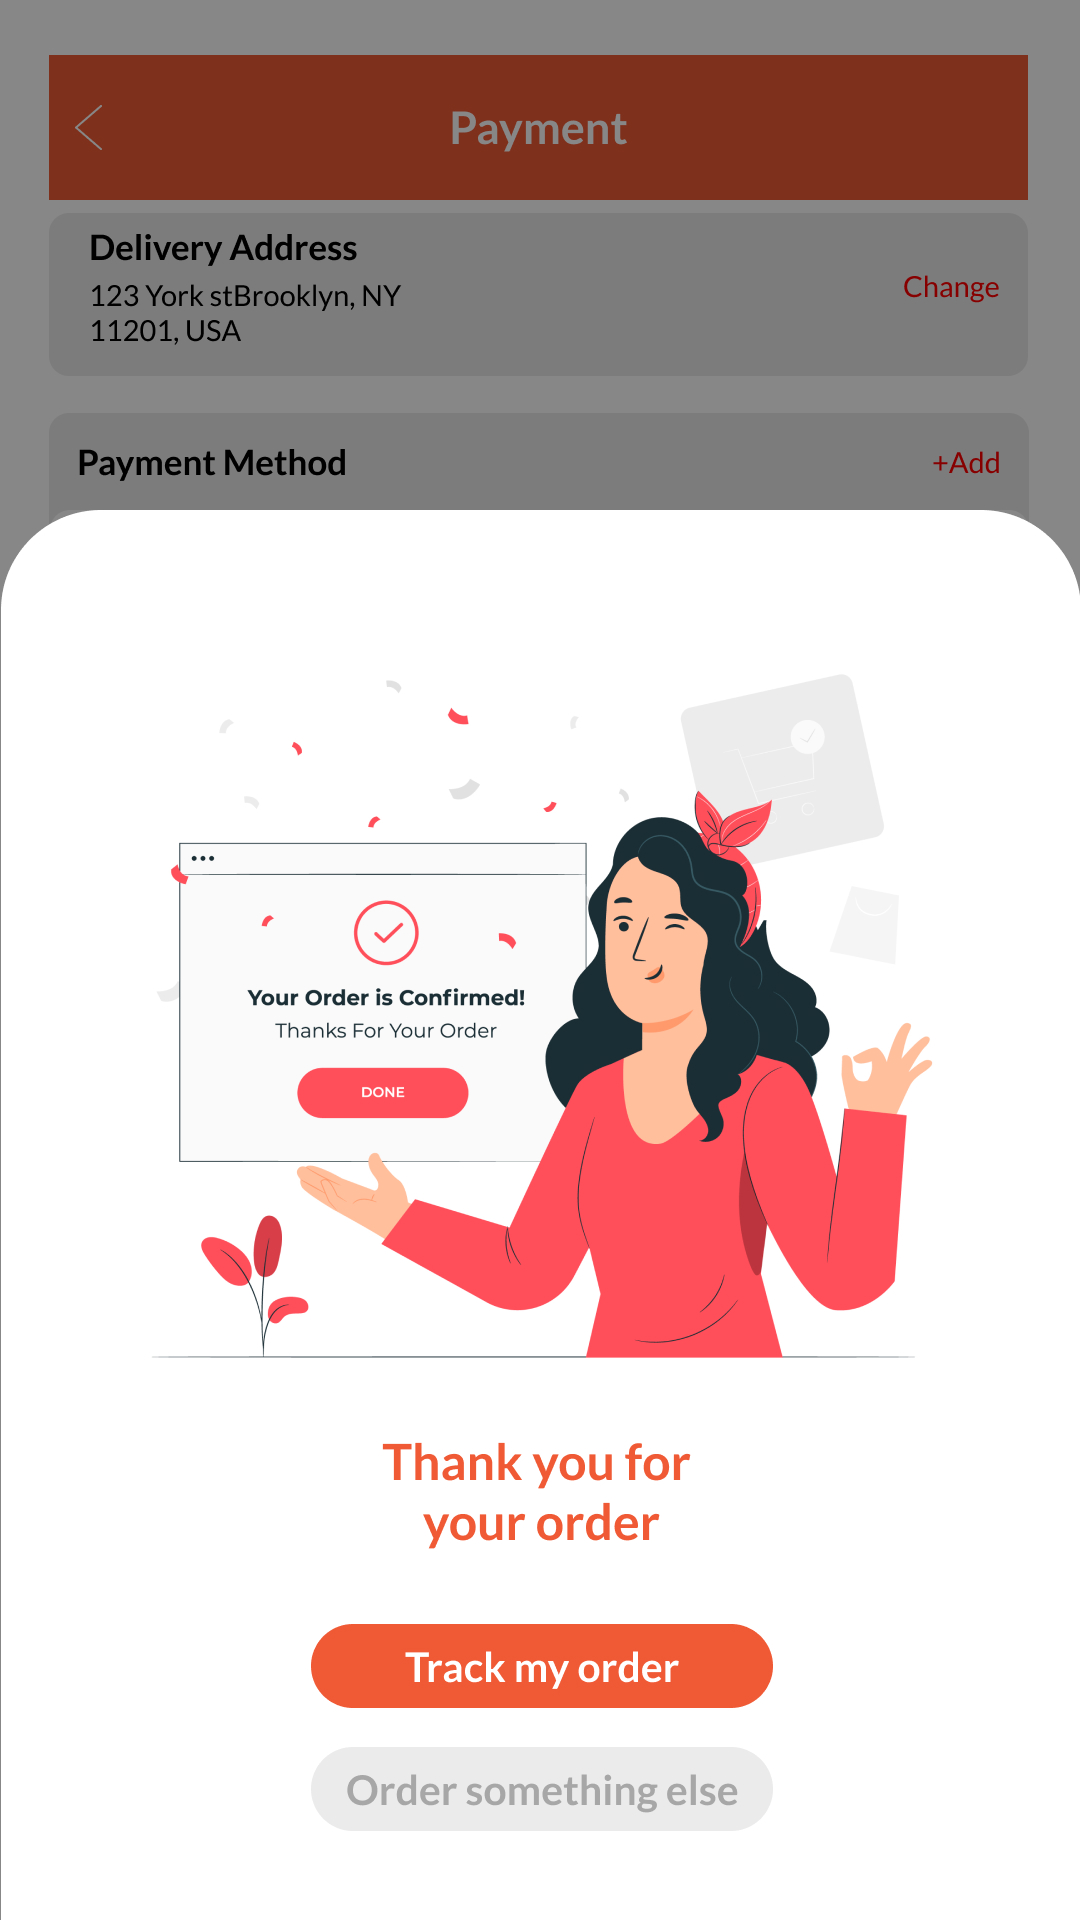 Payment
Delivery Address
123 York stBrooklyn, NY
11201, USA
Change
Payment Method
+Add
Your Order is Confirmed!
Thanks For Your Order
DONE
Thank you for
your order
Track my order
Order something else